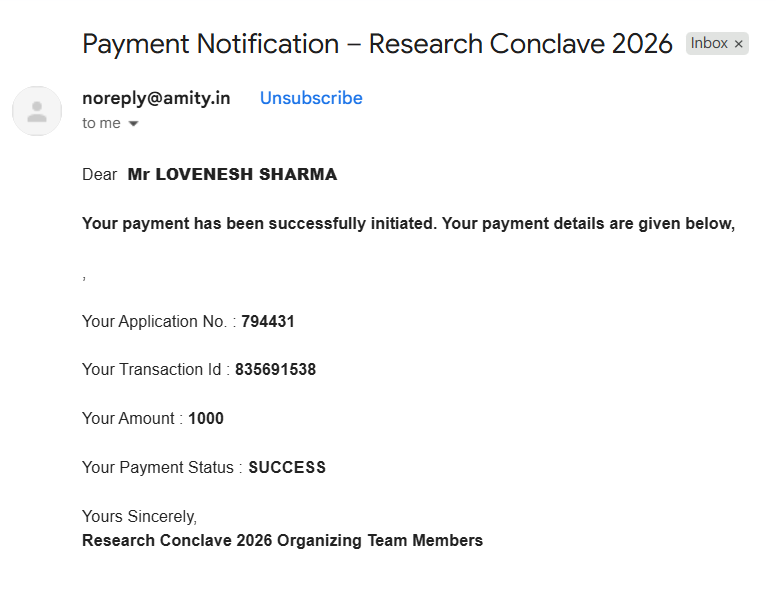 Payment Notification – Research Conclave 2026 Inbox ×
noreply@amity.in Unsubscribe
to me
Dear Mr LOVENESH SHARMA
Your payment has been successfully initiated. Your payment details are given below,
,
Your Application No. : 794431
Your Transaction Id : 835691538
Your Amount : 1000
Your Payment Status : SUCCESS
Yours Sincerely,
Research Conclave 2026 Organizing Team Members